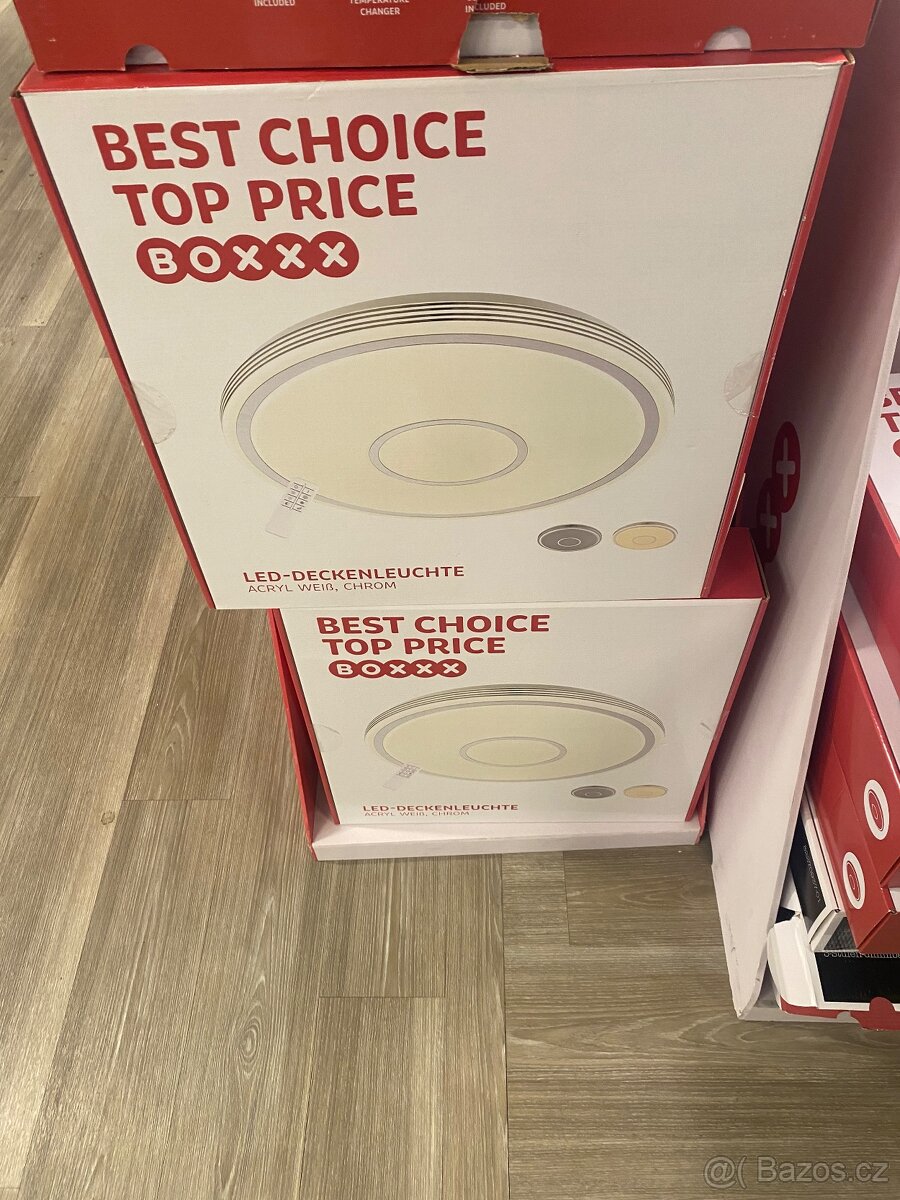 INCLUDED
TEMPERATURE
CHANGER
INCLUDED
BEST CHOICE
TOP PRICE
BOXXX
LED-DECKENLEUCHTE
ACRYL WEIß, CHROM
BEST CHOICE
TOP PRICE
BOXXX
LED-DECKENLEUCHTE
ACRYL WEIß, CHROM
@( Bazos.cz